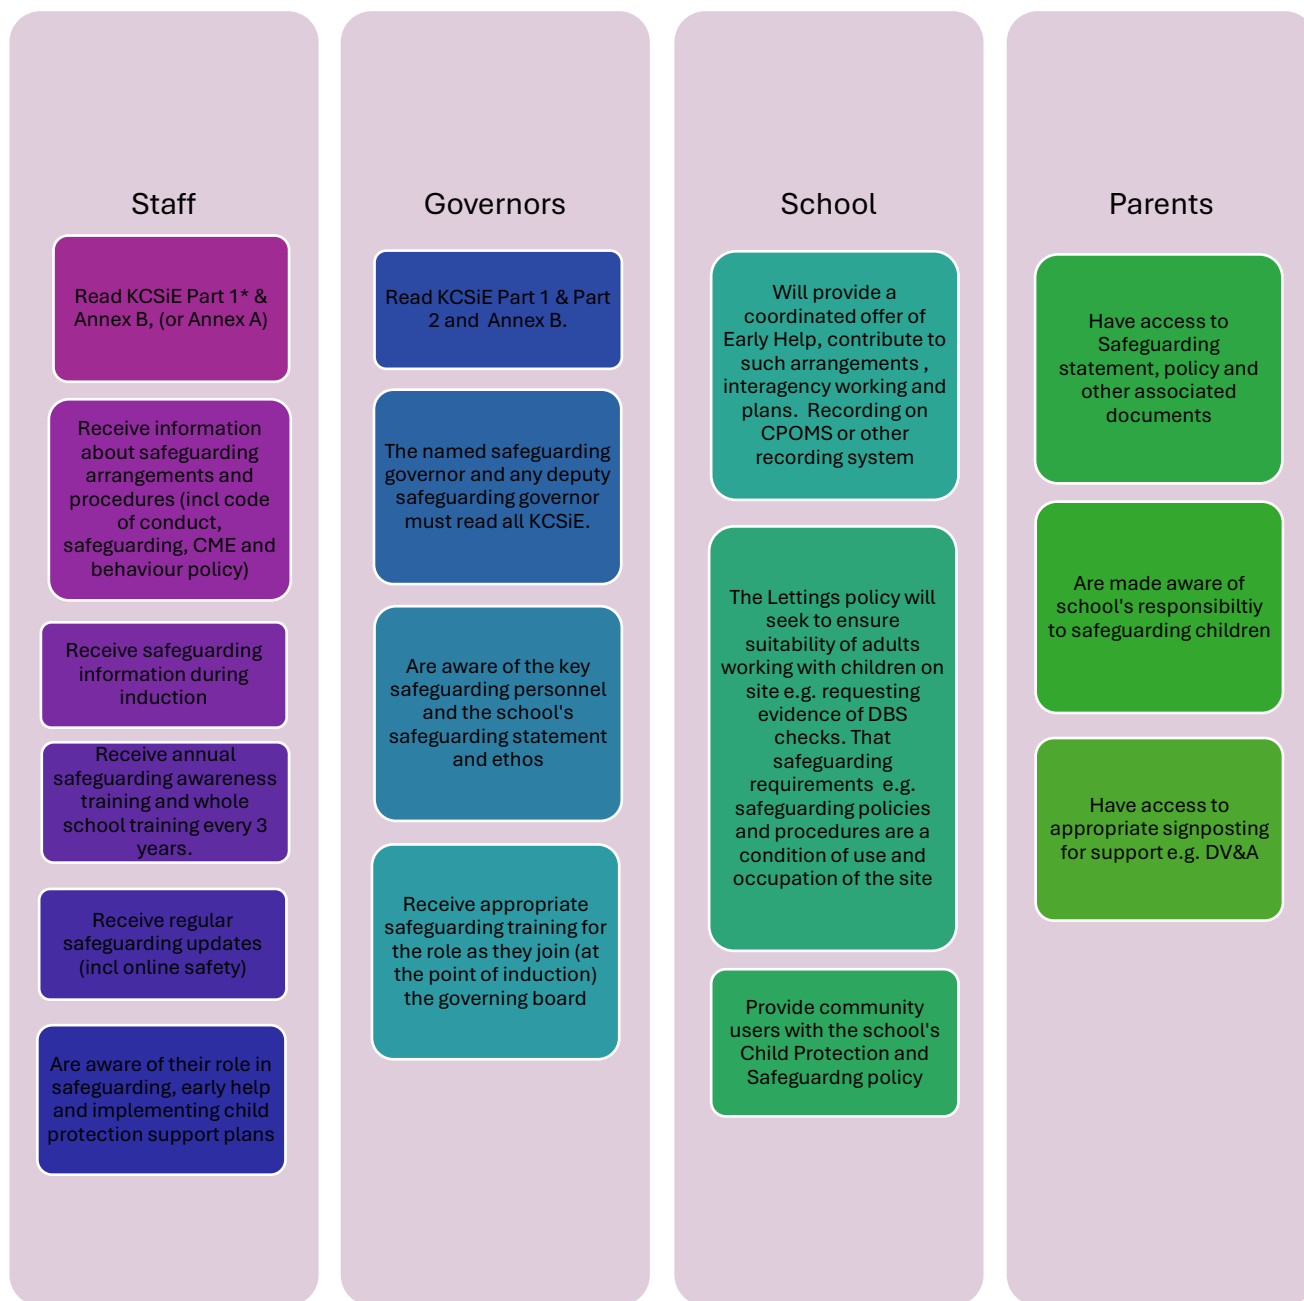 Staff
Read KCSiE Part 1* &
Annex B, (or Annex A)
Receive information
about safeguarding
arrangements and
procedures (incl code
of conduct,
safeguarding, CME and
behaviour policy)
Receive safeguarding
information during
induction
Receive annual
safeguarding awareness
training and whole
school training every 3
years.
Receive regular
safeguarding updates
(incl online safety)
Are aware of their role in
safeguarding, early help
and implementing child
protection support plans
Governors
Read KCSiE Part 1 & Part
2 and  Annex B.
The named safeguarding
governor and any deputy
safeguarding governor
must read all KCSiE.
Are aware of the key
safeguarding personnel
and the school's
safeguarding statement
and ethos
Receive appropriate
safeguarding training for
the role as they join (at
the point of induction)
the governing board
School
Will provide a
coordinated offer of
Early Help, contribute to
such arrangements ,
interagency working and
plans.  Recording on
CPOMS or other
recording system
The Lettings policy will
seek to ensure
suitability of adults
working with children on
site e.g. requesting
evidence of DBS
checks. That
safeguarding
requirements  e.g.
safeguarding policies
and procedures are a
condition of use and
occupation of the site
Provide community
users with the school's
Child Protection and
Safeguardng policy
Parents
Have access to
Safeguarding
statement, policy and
other associated
documents
Are made aware of
school's responsibiltiy
to safeguarding children
Have access to
appropriate signposting
for support e.g. DV&A